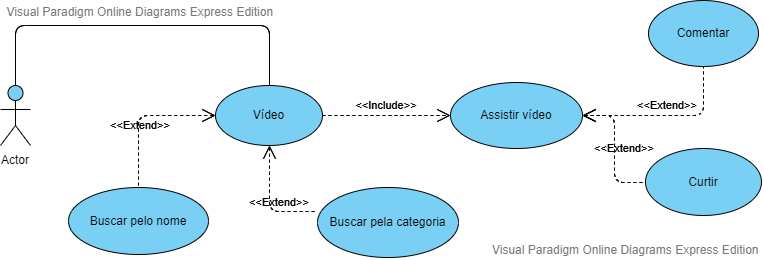 Visual Paradigm Online Diagrams Express Edition
Comentar
<<Include>>
<<Extend>>
Vídeo
Assistir vídeo
<<Extend>>
Actor
<<Extend>>
Curtir
<<Extend>>
Buscar pelo nome
Buscar pela categoria
Visual Paradigm Online Diagrams Express Edition